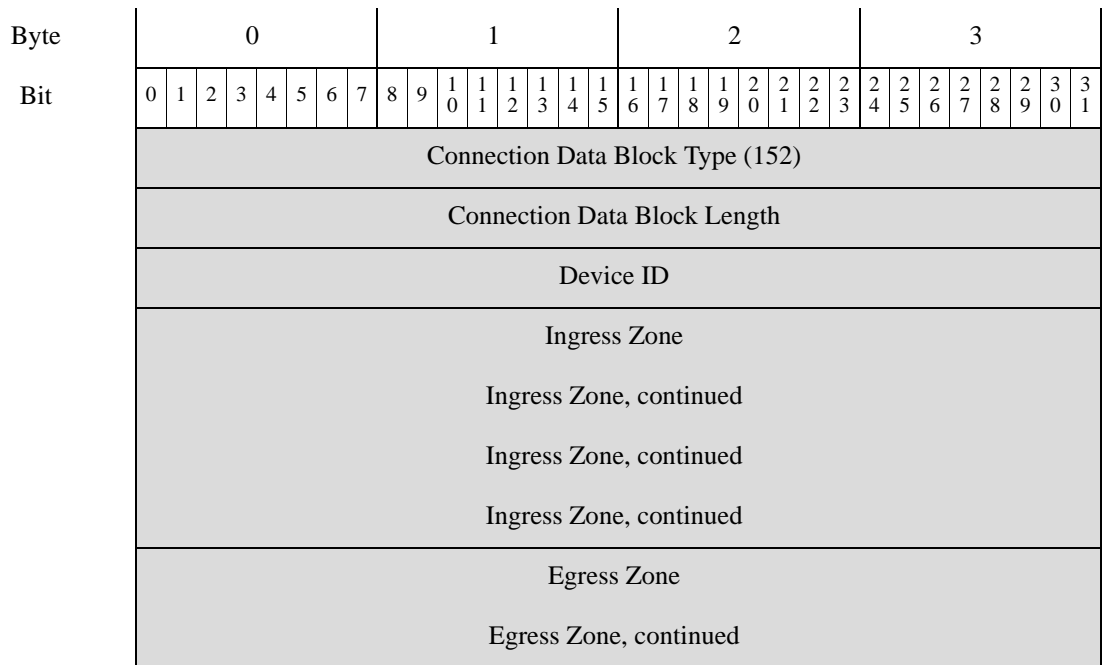 Byte 0 1 2 3
Bit 0 1 2 3 4 5 6 7 8 9 10 11 12 13 14 15 16 17 18 19 20 21 22 23 24 25 26 27 28 29 30 31
Connection Data Block Type (152)
Connection Data Block Length
Device ID
Ingress Zone
Ingress Zone, continued
Ingress Zone, continued
Ingress Zone, continued
Egress Zone
Egress Zone, continued